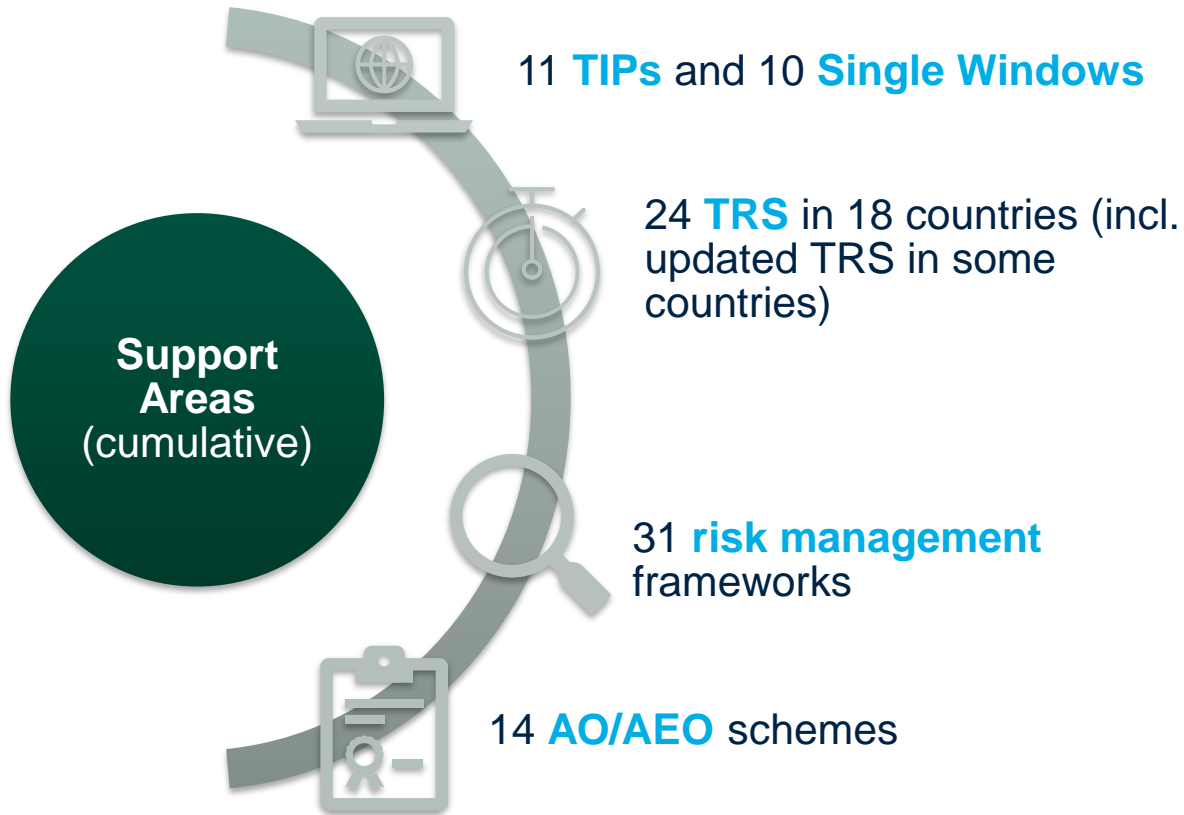 11 TIPs and 10 Single Windows
24 TRS in 18 countries (incl.
updated TRS in some
countries)
Support
Areas
(cumulative)
31 risk management
frameworks
14 AO/AEO schemes